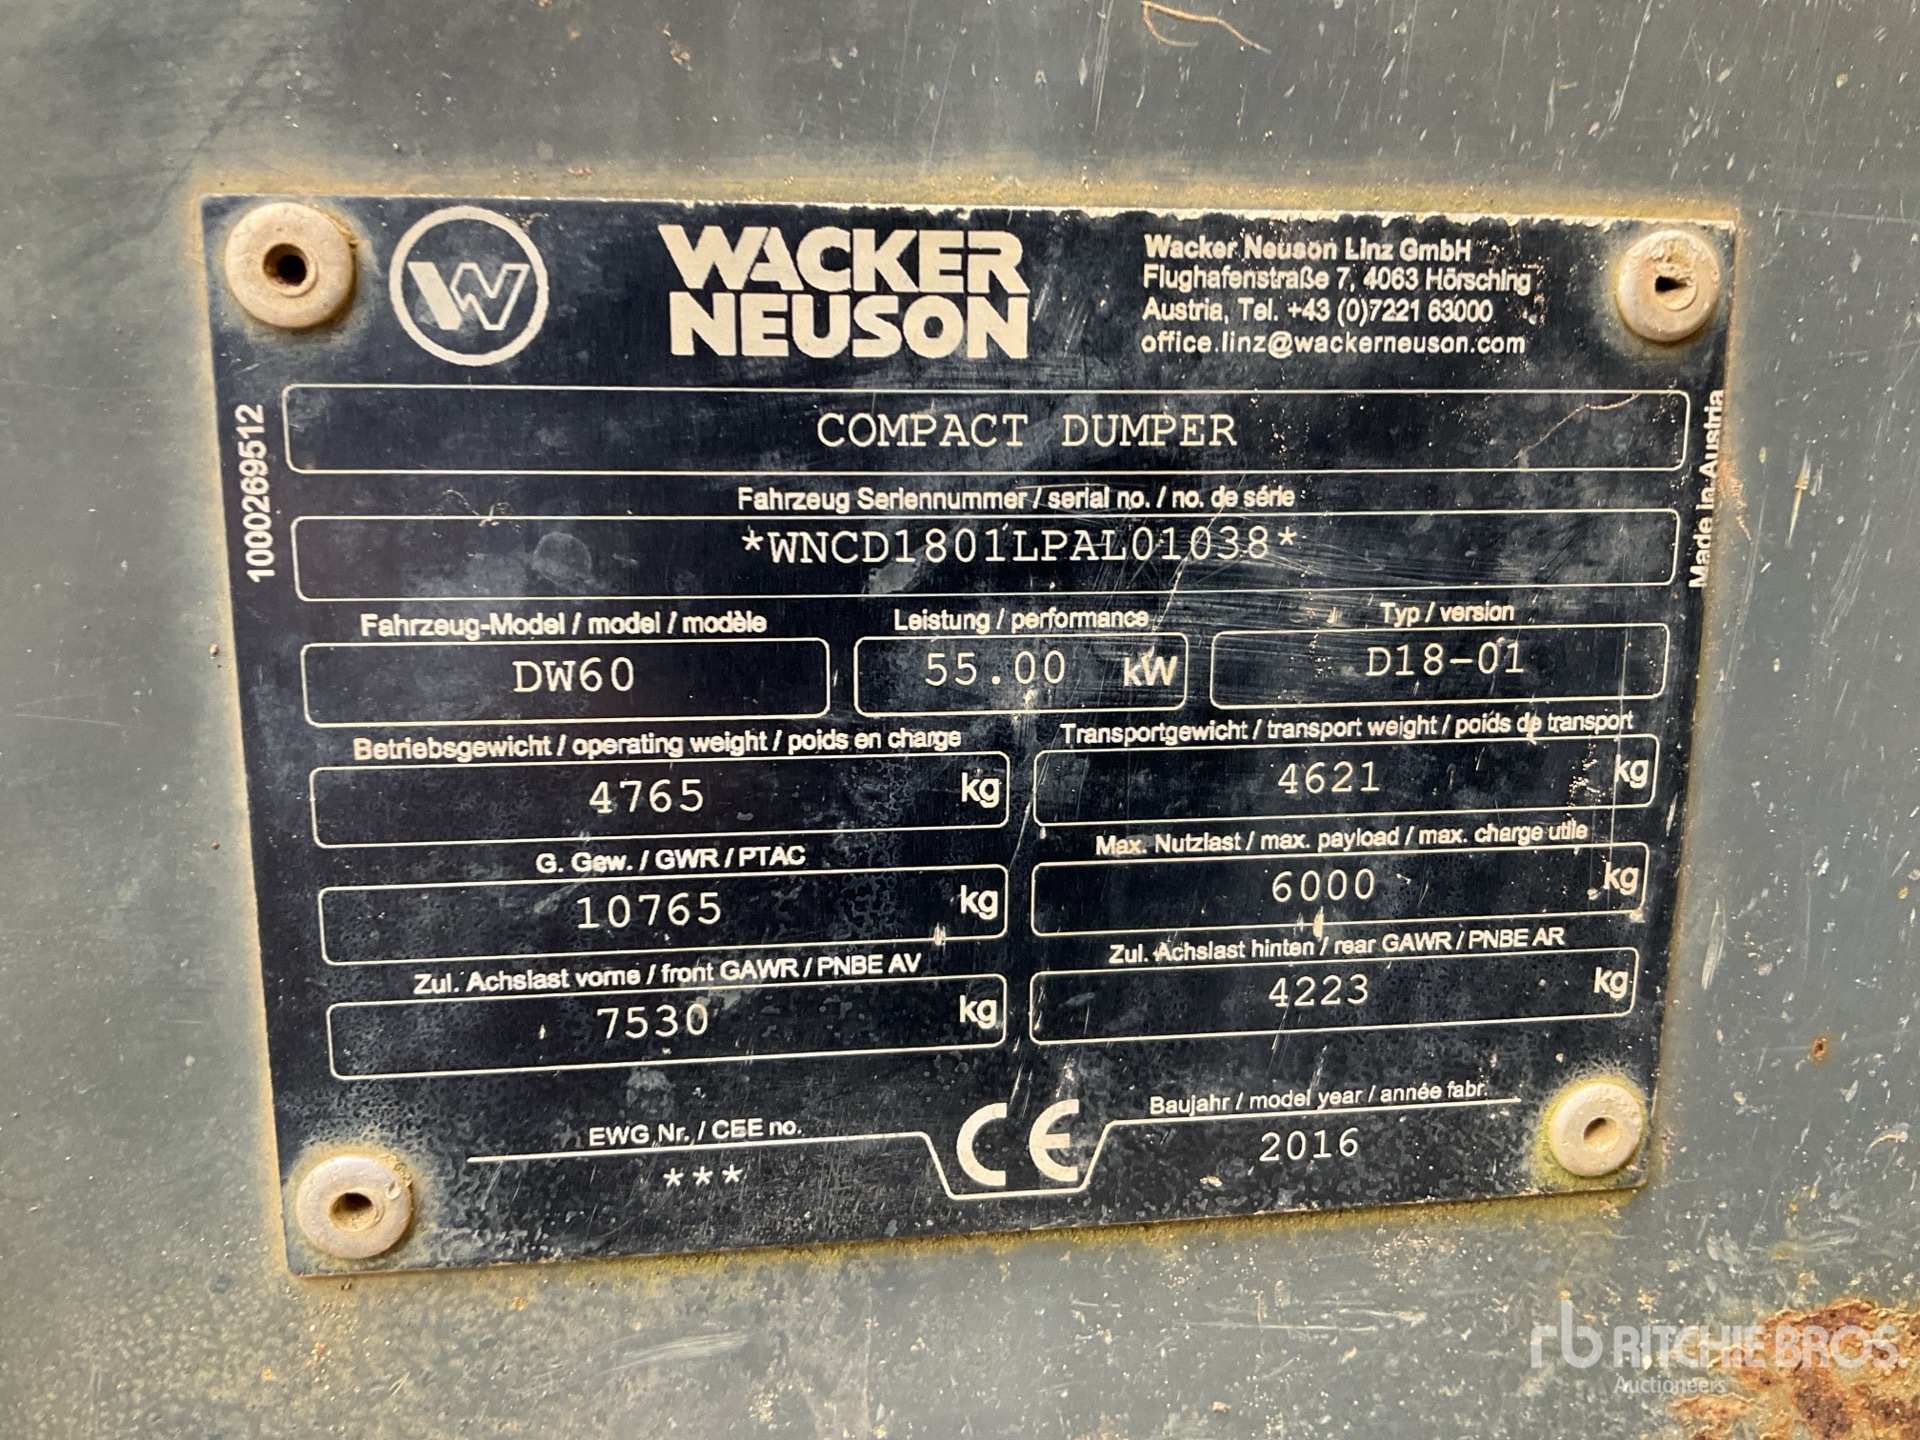 WACKER
NEUSON
Wacker Neuson Linz GmbH
Flughafenstraße 7, 4063 Hörsching
Austria, Tel. +43 (0)7221 63000
office.linz@wackerneuson.com
1000269512
COMPACT DUMPER
Made in Austria
Fahrzeug Seriennummer / serial no. / no. de série
*WNCD1801LPAL01038*
Fahrzeug-Model / model / modèle
DW60
Leistung / performance
55.00 kW
Typ / version
D18-01
Betriebsgewicht / operating weight / poids en charge
4765 kg
Transportgewicht / transport weight / poids de transport
4621 kg
G. Gew. / GWR / PTAC
10765 kg
Max. Nutzlast / max. payload / max. charge utile
6000 kg
Zul. Achslast vorne / front GAWR / PNBE AV
7530 kg
Zul. Achslast hinten / rear GAWR / PNBE AR
4223 kg
EWG Nr. / CEE no.
***
CE
Baujahr / model year / année fabr.
2016
rb RITCHIE BROS.
Auctioneers